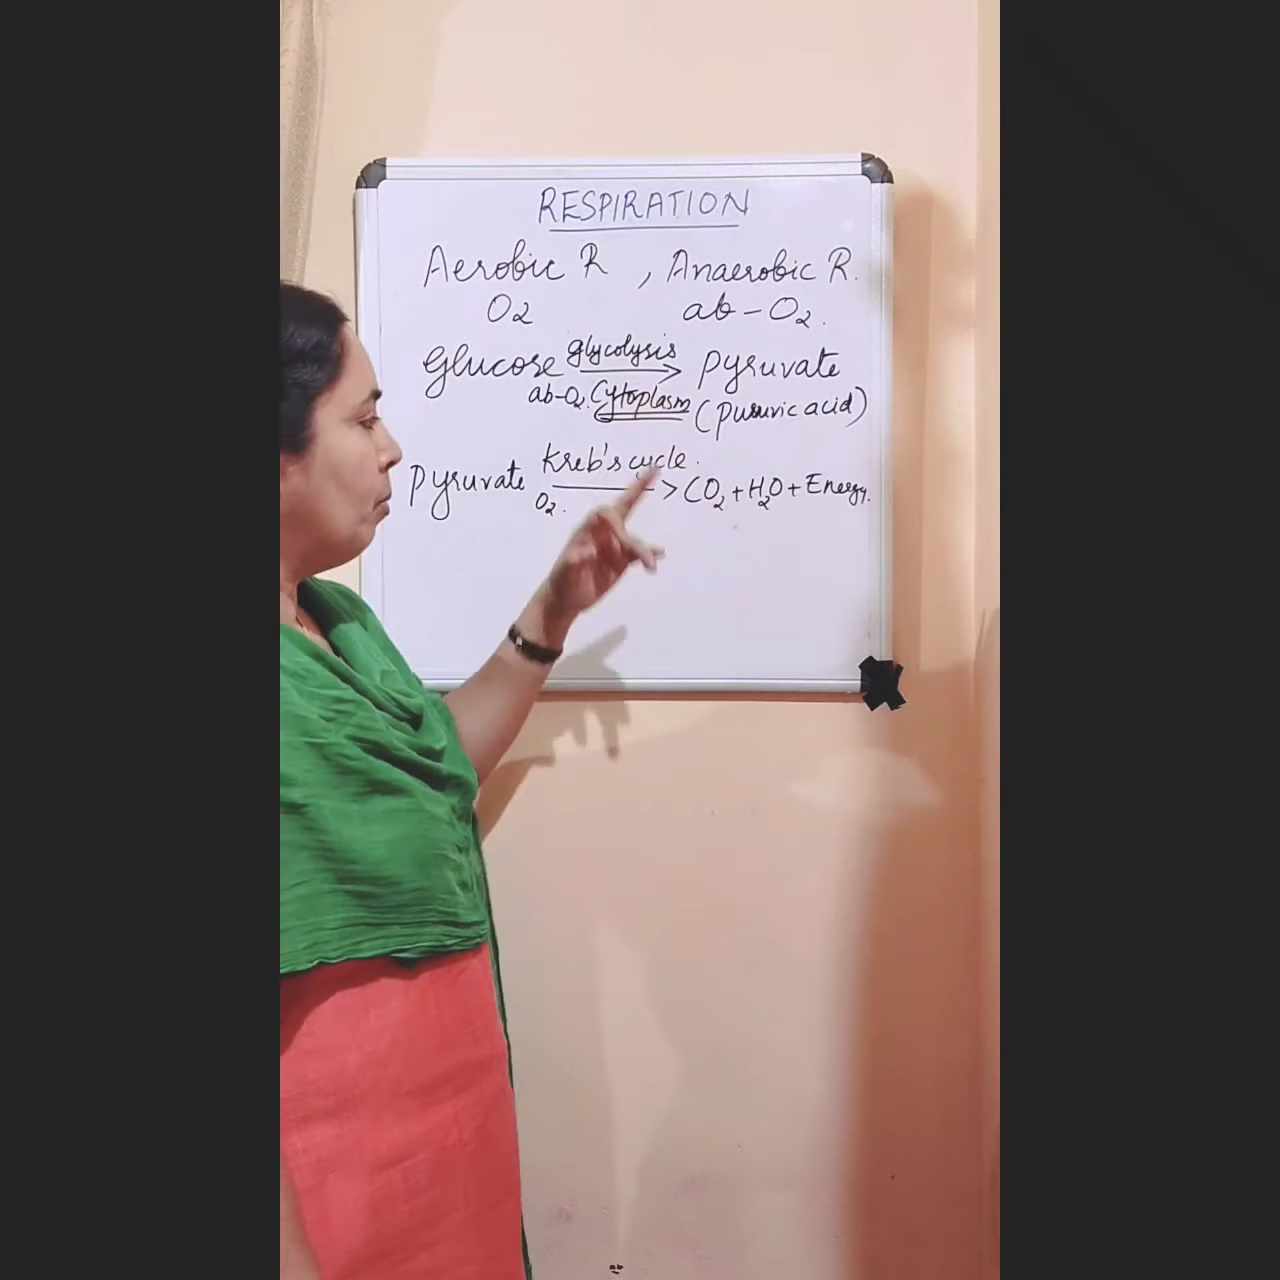 RESPIRATION
Aerobic R , Anaerobic R.
O2 ab-O2.
Glucose glycolysis → Pyruvate
ab-O2. Cytoplasm (Puruvic acid)
Kreb's cycle.
Pyruvate → CO2 + H2O + Energy.
O2.